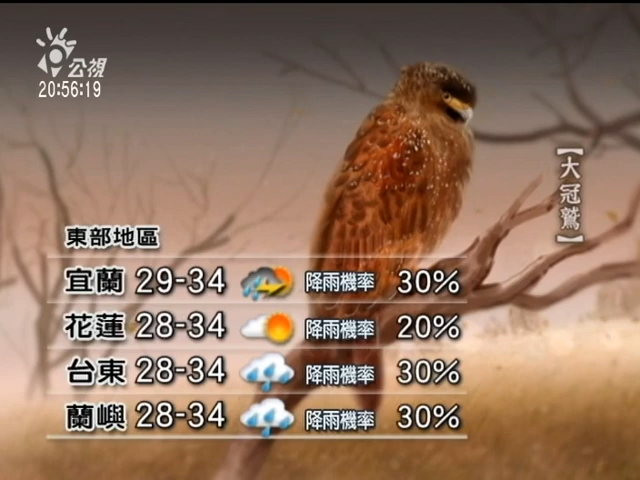 公視
20:56:19
【大冠鷲】
東部地區
宜蘭 29-34 降雨機率 30%
花蓮 28-34 降雨機率 20%
台東 28-34 降雨機率 30%
蘭嶼 28-34 降雨機率 30%